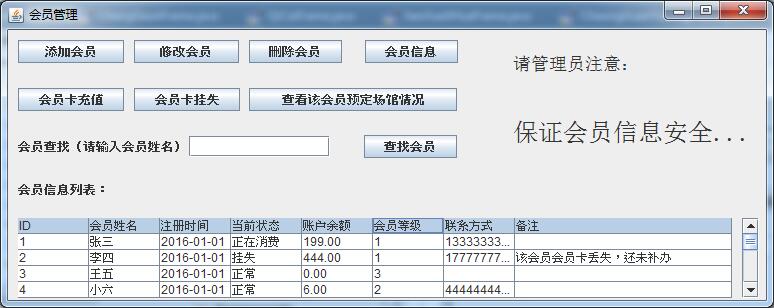 会员管理
添加会员 修改会员 删除会员 会员信息
请管理员注意：
会员卡充值 会员卡挂失 查看该会员预定场馆情况
保证会员信息安全...
会员查找（请输入会员姓名） 查找会员
会员信息列表：
ID 会员姓名 注册时间 当前状态 账户余额 会员等级 联系方式 备注
1 张三 2016-01-01 正在消费 199.00 1 13333333...
2 李四 2016-01-01 挂失 444.00 1 17777777... 该会员会员卡丢失，还未补办
3 王五 2016-01-01 正常 0.00 3
4 小六 2016-01-01 正常 6.00 2 44444444...